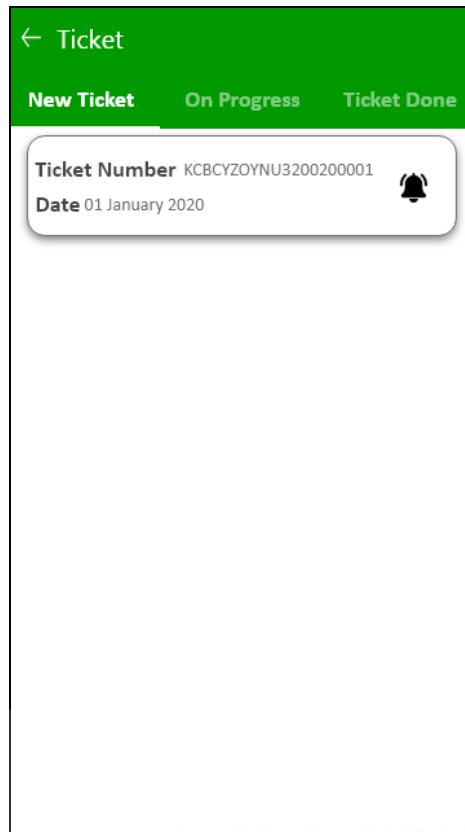 Ticket
New Ticket On Progress Ticket Done
Ticket Number KCBCYZOYNU3200200001
Date 01 January 2020